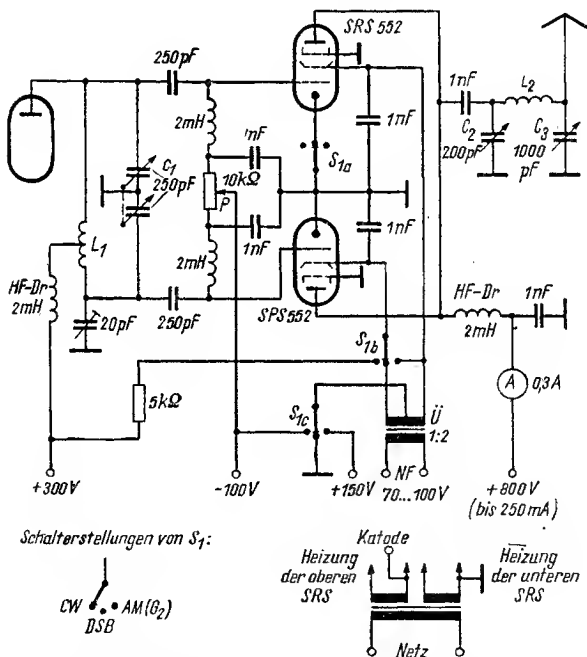 SRS 552
250pF
1nF
L2
2mH
1nF
1nF
C2
200pF
C3
1000
pF
C1
250pF
S1a
10kΩ
P
1nF
1nF
L1
2mH
HF-Dr
2mH
20pF
250pF
SPS552
HF-Dr
2mH
1nF
S1b
A
0,3A
5kΩ
S1c
Ü
1:2
+300V
-100V
+150V
NF
70...100V
+800V
(bis 250mA)
Schalterstellungen von S1:
CW
DSB
AM(G2)
Katode
Heizung
der oberen
SRS
Heizung
der unteren
SRS
Netz